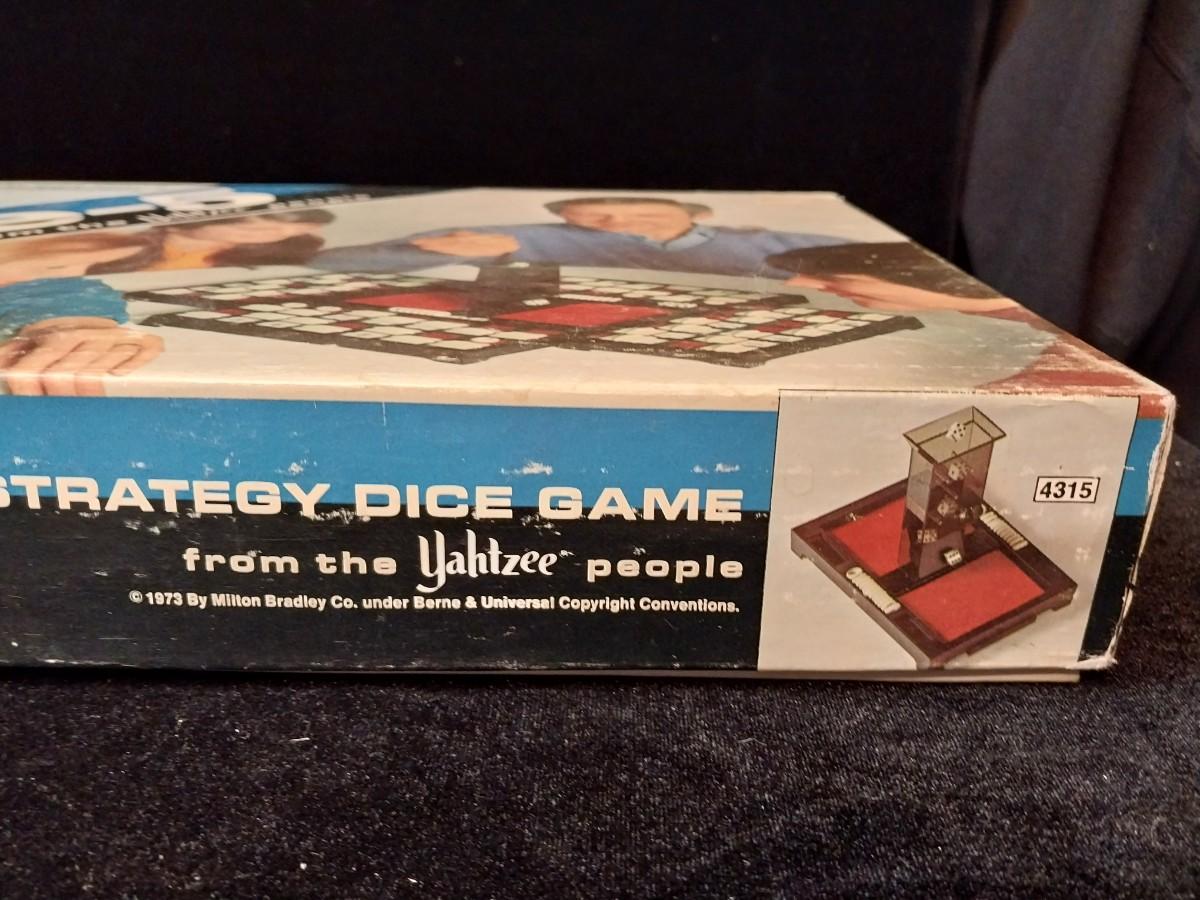 STRATEGY DICE GAME
from the Yahtzee people
© 1973 By Milton Bradley Co. under Berne & Universal Copyright Conventions.
4315